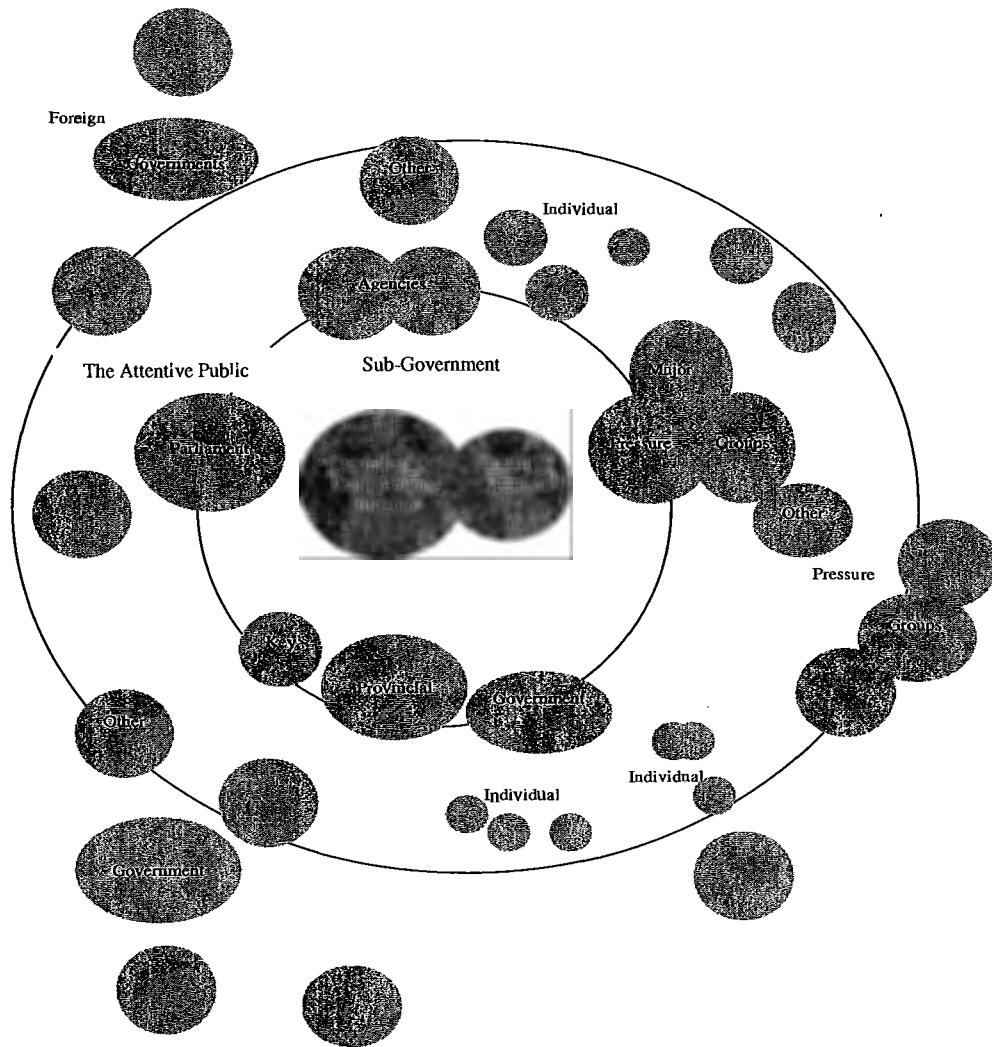 Foreign
Governments
Other
Individual
Agencies
The Attentive Public
Sub-Government
Major
Parliament
Pressure
Groups
Other
Pressure
Groups
Key
Provincial
Government
Other
Individual
Individual
Government